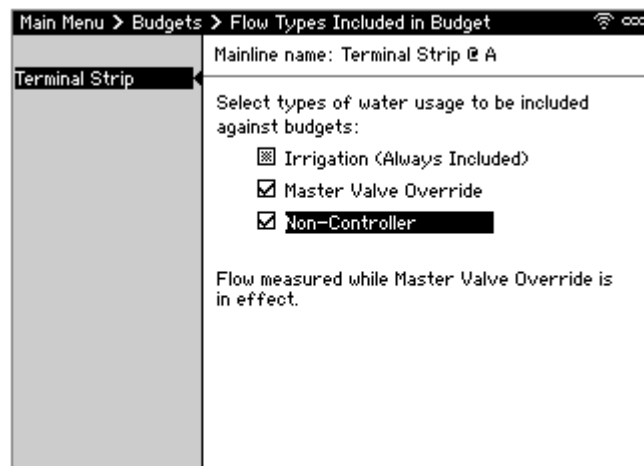 Main Menu > Budgets > Flow Types Included in Budget
Mainline name: Terminal Strip @ A
Terminal Strip
Select types of water usage to be included
against budgets:
Irrigation (Always Included)
Master Valve Override
Non-Controller
Flow measured while Master Valve Override is
in effect.